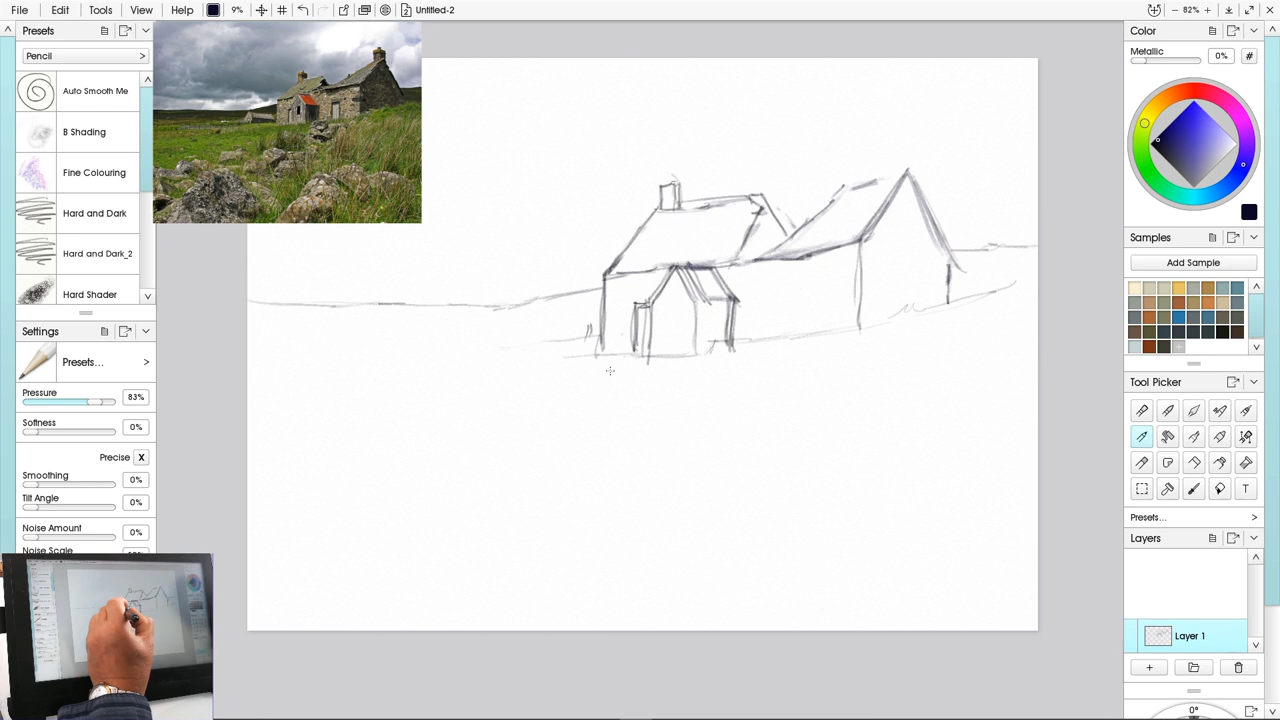 File Edit View Window Help 9% 2 Untitled-2 82%
Presets
Pencil >
Auto Smooth Me
B Shading
Fine Colouring
Hard and Dark
Hard and Dark_2
Hard Shader
Settings
Presets... >
Pressure 83%
Softness 0%
Precise X
Smoothing 0%
Tilt Angle 0%
Noise Amount 0%
Noise Scale
Color
Metallic 0% #
Samples
Add Sample
Tool Picker
T
Presets... >
Layers
Layer 1
+
0°